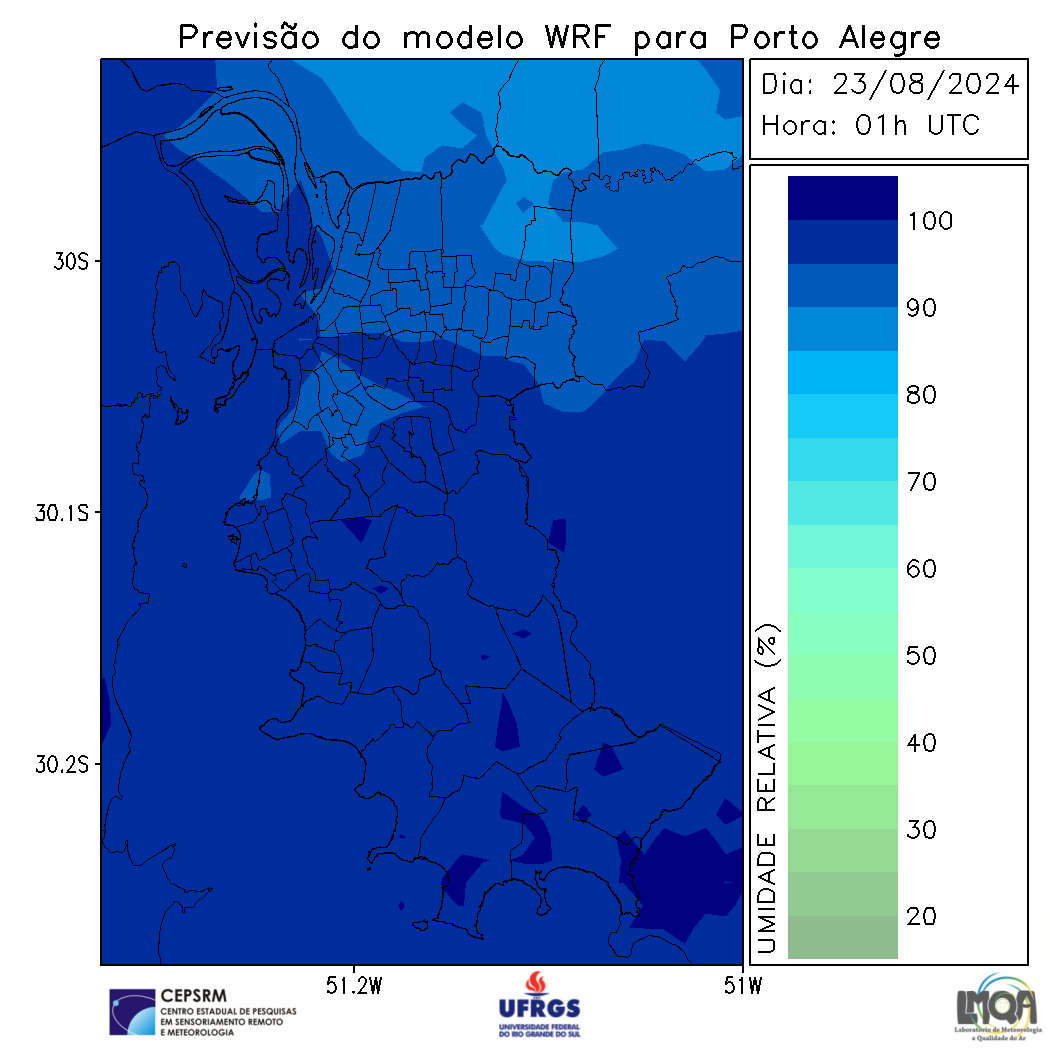 Previsão do modelo WRF para Porto Alegre
Dia: 23/08/2024
Hora: 01h UTC
30S
30.1S
30.2S
51.2W
51W
UMIDADE RELATIVA (%)
100
90
80
70
60
50
40
30
20
CEPSRM
CENTRO ESTADUAL DE PESQUISAS
EM SENSORIAMENTO REMOTO
E METEOROLOGIA
UFRGS
UNIVERSIDADE FEDERAL
DO RIO GRANDE DO SUL
LMQA
Laboratório de Meteorologia
e Qualidade do Ar